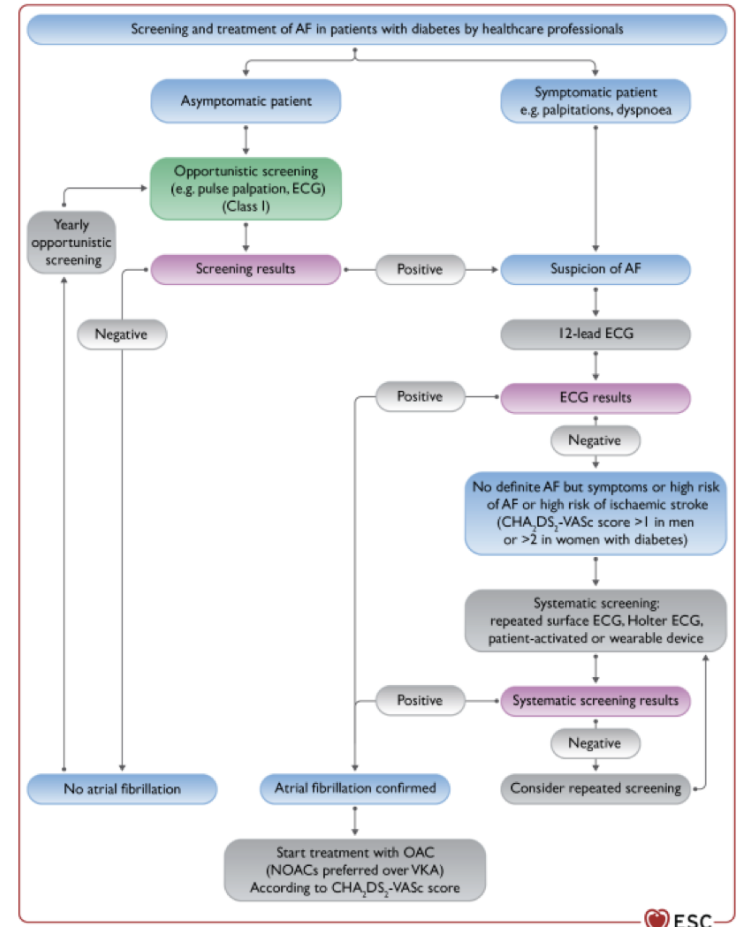 Screening and treatment of AF in patients with diabetes by healthcare professionals
Asymptomatic patient
Symptomatic patient
e.g. palpitations, dyspnoea
Opportunistic screening
(e.g. pulse palpation, ECG)
(Class I)
Yearly
opportunistic
screening
Screening results
Positive
Suspicion of AF
Negative
12-lead ECG
Positive
ECG results
Negative
No definite AF but symptoms or high risk
of AF or high risk of ischaemic stroke
(CHA₂DS₂-VASc score >1 in men
or >2 in women with diabetes)
Systematic screening:
repeated surface ECG, Holter ECG,
patient-activated or wearable device
Positive
Systematic screening results
Negative
No atrial fibrillation
Atrial fibrillation confirmed
Consider repeated screening
Start treatment with OAC
(NOACs preferred over VKA)
According to CHA₂DS₂-VASc score
ESC